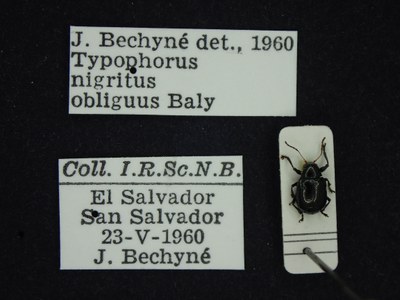 J. Bechyné det., 1960
Typophorus
nigritus
obliguus Baly
Coll. I.R.Sc.N.B.
El Salvador
San Salvador
23-V-1960
J. Bechyné